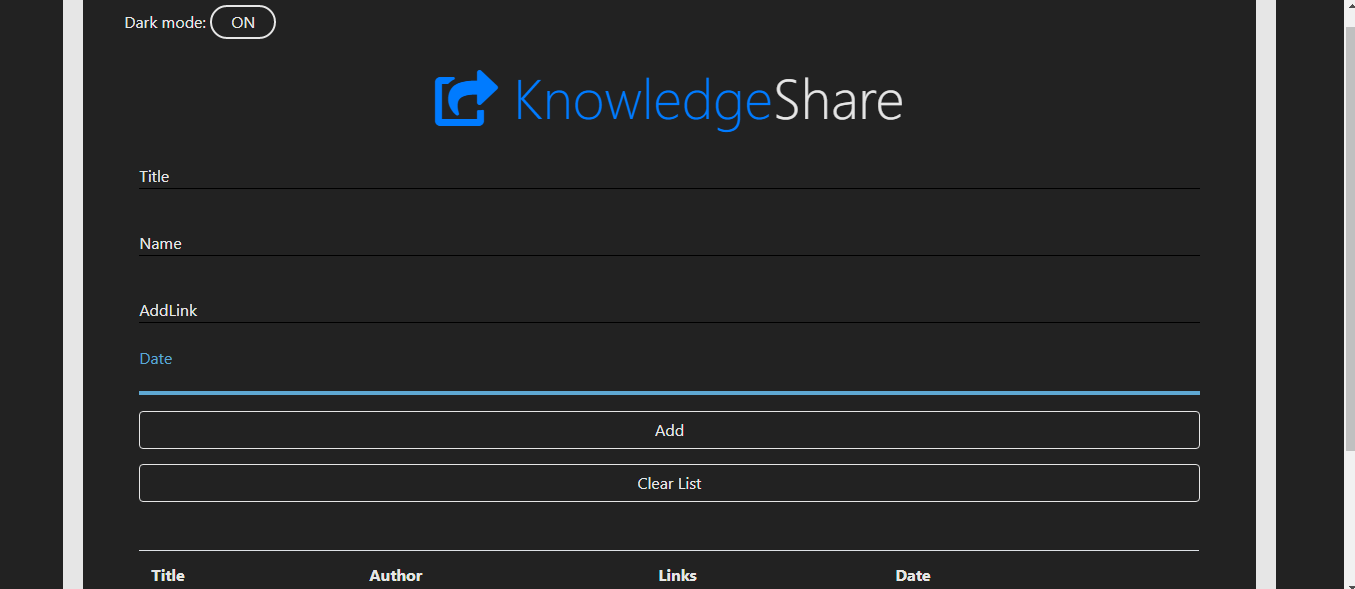 Dark mode: ON
KnowledgeShare
Title
Name
AddLink
Date
Add
Clear List
Title Author Links Date